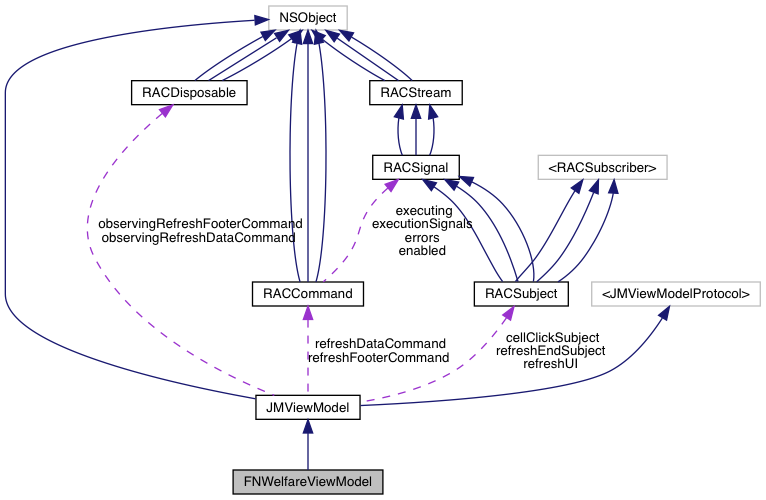 NSObject
RACDisposable
RACStream
RACSignal
<RACSubscriber>
observingRefreshFooterCommand
observingRefreshDataCommand
executing
executionSignals
errors
enabled
RACCommand
RACSubject
<JMViewModelProtocol>
refreshDataCommand
refreshFooterCommand
cellClickSubject
refreshEndSubject
refreshUI
JMViewModel
FNWelfareViewModel